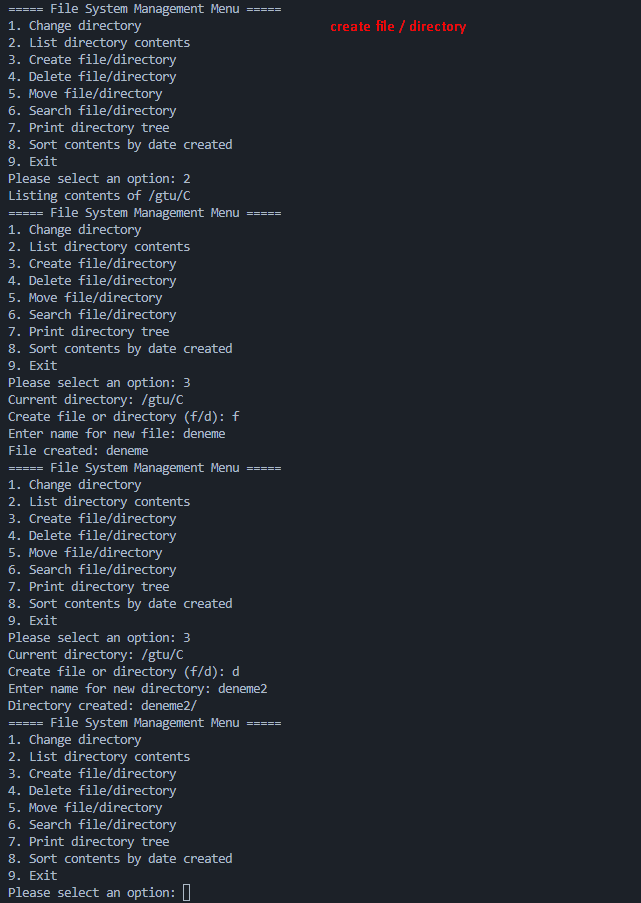 ===== File System Management Menu =====
1. Change directory
create file / directory
2. List directory contents
3. Create file/directory
4. Delete file/directory
5. Move file/directory
6. Search file/directory
7. Print directory tree
8. Sort contents by date created
9. Exit
Please select an option: 2
Listing contents of /gtu/C
===== File System Management Menu =====
1. Change directory
2. List directory contents
3. Create file/directory
4. Delete file/directory
5. Move file/directory
6. Search file/directory
7. Print directory tree
8. Sort contents by date created
9. Exit
Please select an option: 3
Current directory: /gtu/C
Create file or directory (f/d): f
Enter name for new file: deneme
File created: deneme
===== File System Management Menu =====
1. Change directory
2. List directory contents
3. Create file/directory
4. Delete file/directory
5. Move file/directory
6. Search file/directory
7. Print directory tree
8. Sort contents by date created
9. Exit
Please select an option: 3
Current directory: /gtu/C
Create file or directory (f/d): d
Enter name for new directory: deneme2
Directory created: deneme2/
===== File System Management Menu =====
1. Change directory
2. List directory contents
3. Create file/directory
4. Delete file/directory
5. Move file/directory
6. Search file/directory
7. Print directory tree
8. Sort contents by date created
9. Exit
Please select an option: